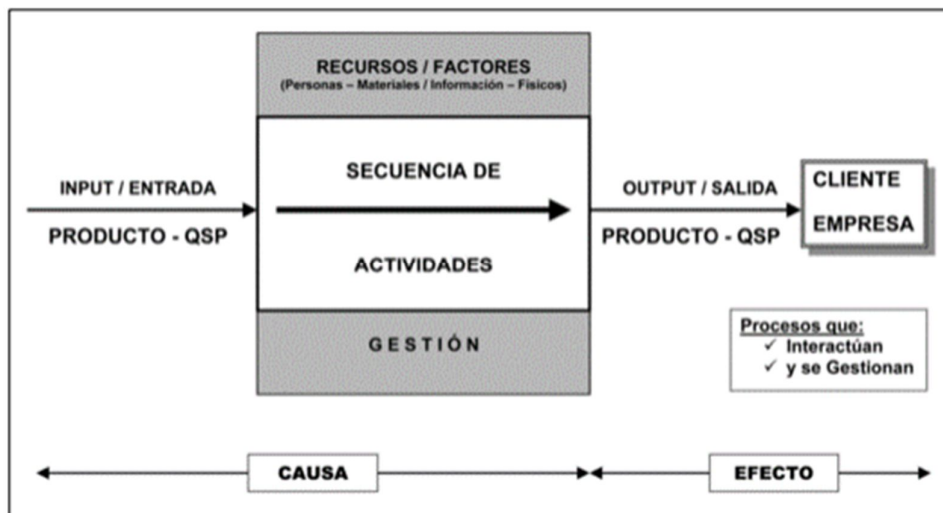 RECURSOS / FACTORES
(Personas – Materiales / Información – Físicos)
INPUT / ENTRADA
PRODUCTO - QSP
SECUENCIA DE
ACTIVIDADES
OUTPUT / SALIDA
PRODUCTO - QSP
CLIENTE
EMPRESA
GESTIÓN
Procesos que:
✓ Interactúan
✓ y se Gestionan
CAUSA
EFECTO